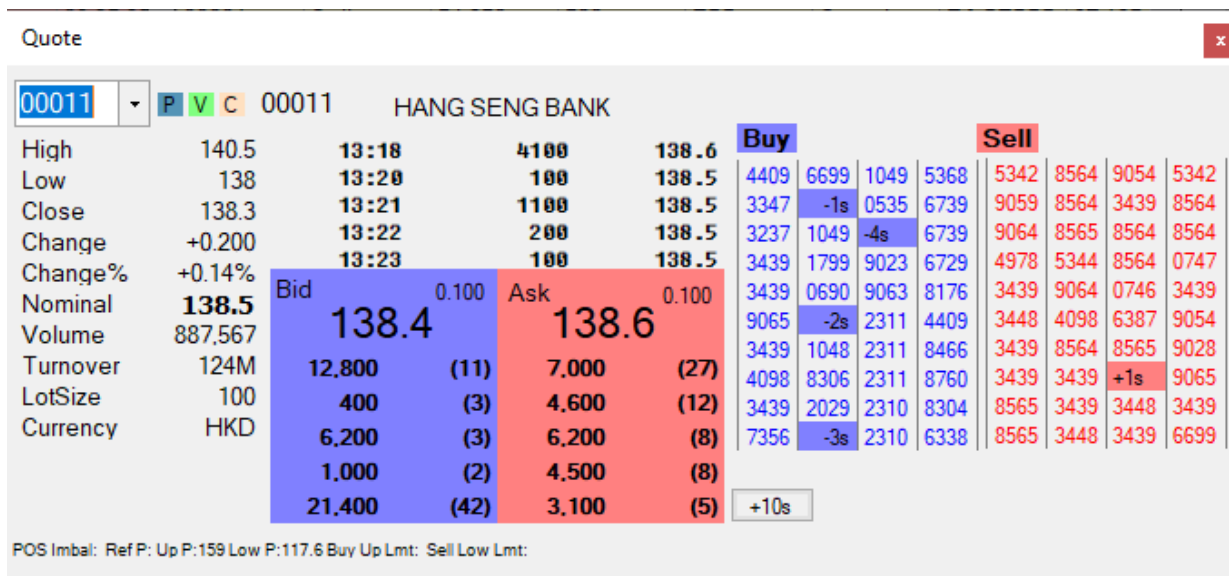 Quote x
00011 P V C 00011 HANG SENG BANK
Buy Sell
High 140.5
Low 138
Close 138.3
Change +0.200
Change% +0.14%
Nominal 138.5
Volume 887,567
Turnover 124M
LotSize 100
Currency HKD
13:18 4100 138.6
13:20 100 138.5
13:21 1100 138.5
13:22 200 138.5
13:23 100 138.5
Bid 0.100 Ask 0.100
138.4 138.6
12,800 (11) 7,000 (27)
400 (3) 4,600 (12)
6,200 (3) 6,200 (8)
1,000 (2) 4,500 (8)
21,400 (42) 3,100 (5)
4409 6699 1049 5368 5342 8564 9054 5342
3347 -1s 0535 6739 9059 8564 3439 8564
3237 1049 -4s 6739 9064 8565 8564 8564
3439 1799 9023 6729 4978 5344 8564 0747
3439 0690 9063 8176 3439 9064 0746 3439
9065 -2s 2311 4409 3448 4098 6387 9054
3439 1048 2311 8466 3439 8564 8565 9028
4098 8306 2311 8760 3439 3439 +1s 9065
3439 2029 2310 8304 8565 3439 3448 3439
7356 -3s 2310 6338 8565 3448 3439 6699
+10s
POS Imbal: Ref P: Up P:159 Low P:117.6 Buy Up Lmt: Sell Low Lmt: